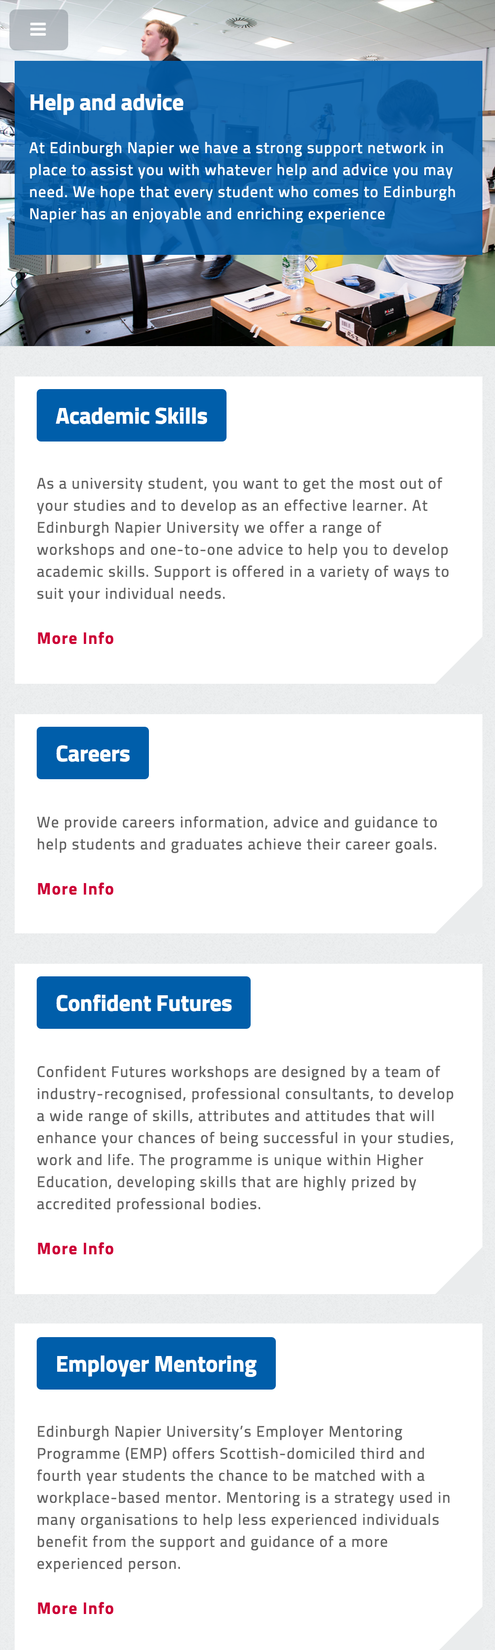 Help and advice
At Edinburgh Napier we have a strong support network in
place to assist you with whatever help and advice you may
need. We hope that every student who comes to Edinburgh
Napier has an enjoyable and enriching experience
Academic Skills
As a university student, you want to get the most out of
your studies and to develop as an effective learner. At
Edinburgh Napier University we offer a range of
workshops and one-to-one advice to help you to develop
academic skills. Support is offered in a variety of ways to
suit your individual needs.
More Info
Careers
We provide careers information, advice and guidance to
help students and graduates achieve their career goals.
More Info
Confident Futures
Confident Futures workshops are designed by a team of
industry-recognised, professional consultants, to develop
a wide range of skills, attributes and attitudes that will
enhance your chances of being successful in your studies,
work and life. The programme is unique within Higher
Education, developing skills that are highly prized by
accredited professional bodies.
More Info
Employer Mentoring
Edinburgh Napier University's Employer Mentoring
Programme (EMP) offers Scottish-domiciled third and
fourth year students the chance to be matched with a
workplace-based mentor. Mentoring is a strategy used in
many organisations to help less experienced individuals
benefit from the support and guidance of a more
experienced person.
More Info